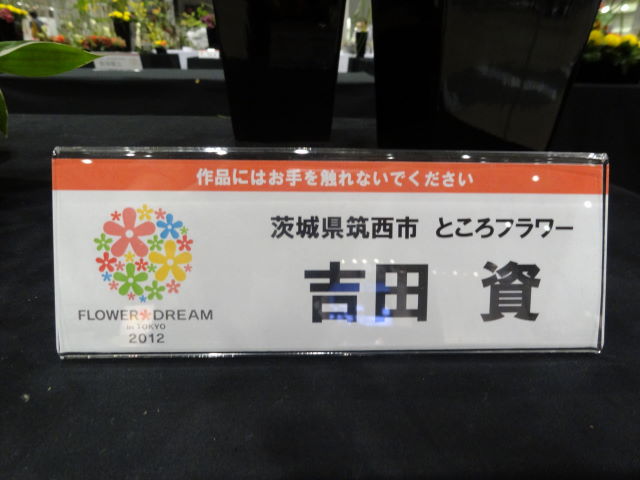 作品にはお手を触れないでください
茨城県筑西市 ところフラワー
吉田 資
FLOWER★DREAM
in TOKYO
2012